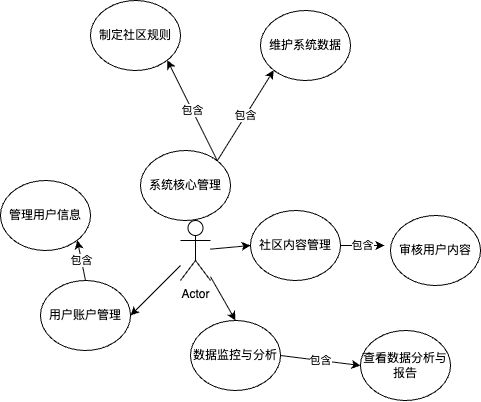 制定社区规则
维护系统数据
包含
包含
系统核心管理
管理用户信息
社区内容管理
包含
审核用户内容
包含
Actor
用户账户管理
数据监控与分析
包含
查看数据分析与
报告